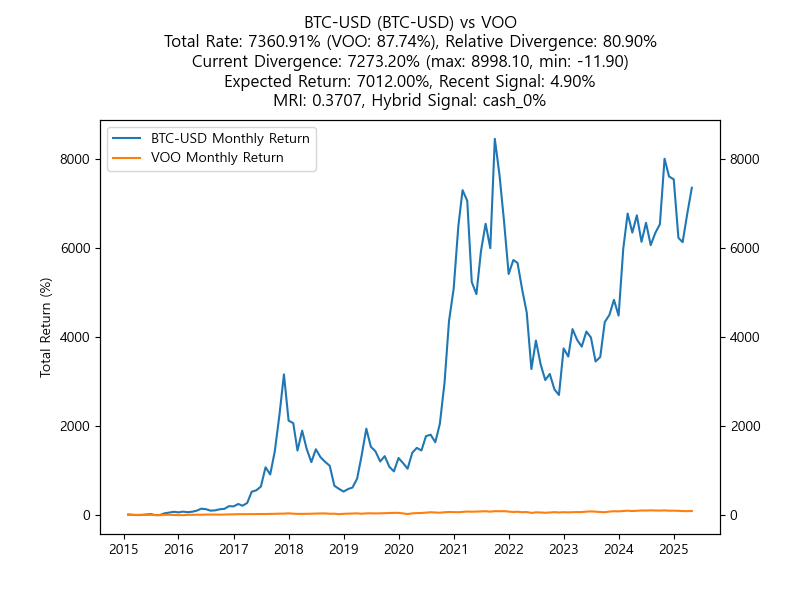 BTC-USD (BTC-USD) vs VOO
Total Rate: 7360.91% (VOO: 87.74%), Relative Divergence: 80.90%
Current Divergence: 7273.20% (max: 8998.10, min: -11.90)
Expected Return: 7012.00%, Recent Signal: 4.90%
MRI: 0.3707, Hybrid Signal: cash_0%
BTC-USD Monthly Return
VOO Monthly Return
Total Return (%)
8000
6000
4000
2000
0
8000
6000
4000
2000
0
2015 2016 2017 2018 2019 2020 2021 2022 2023 2024 2025